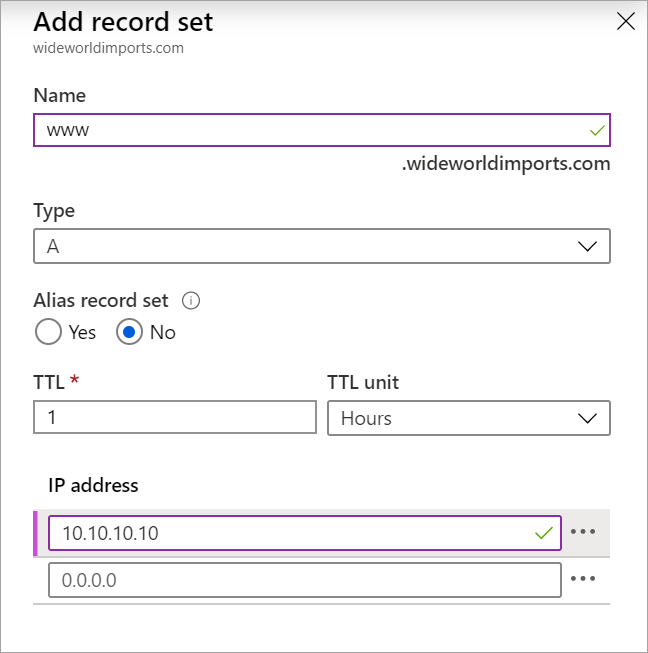 Add record set
wideworldimports.com
Name
www
.wideworldimports.com
Type
A
Alias record set
Yes No
TTL * TTL unit
1 Hours
IP address
10.10.10.10
0.0.0.0